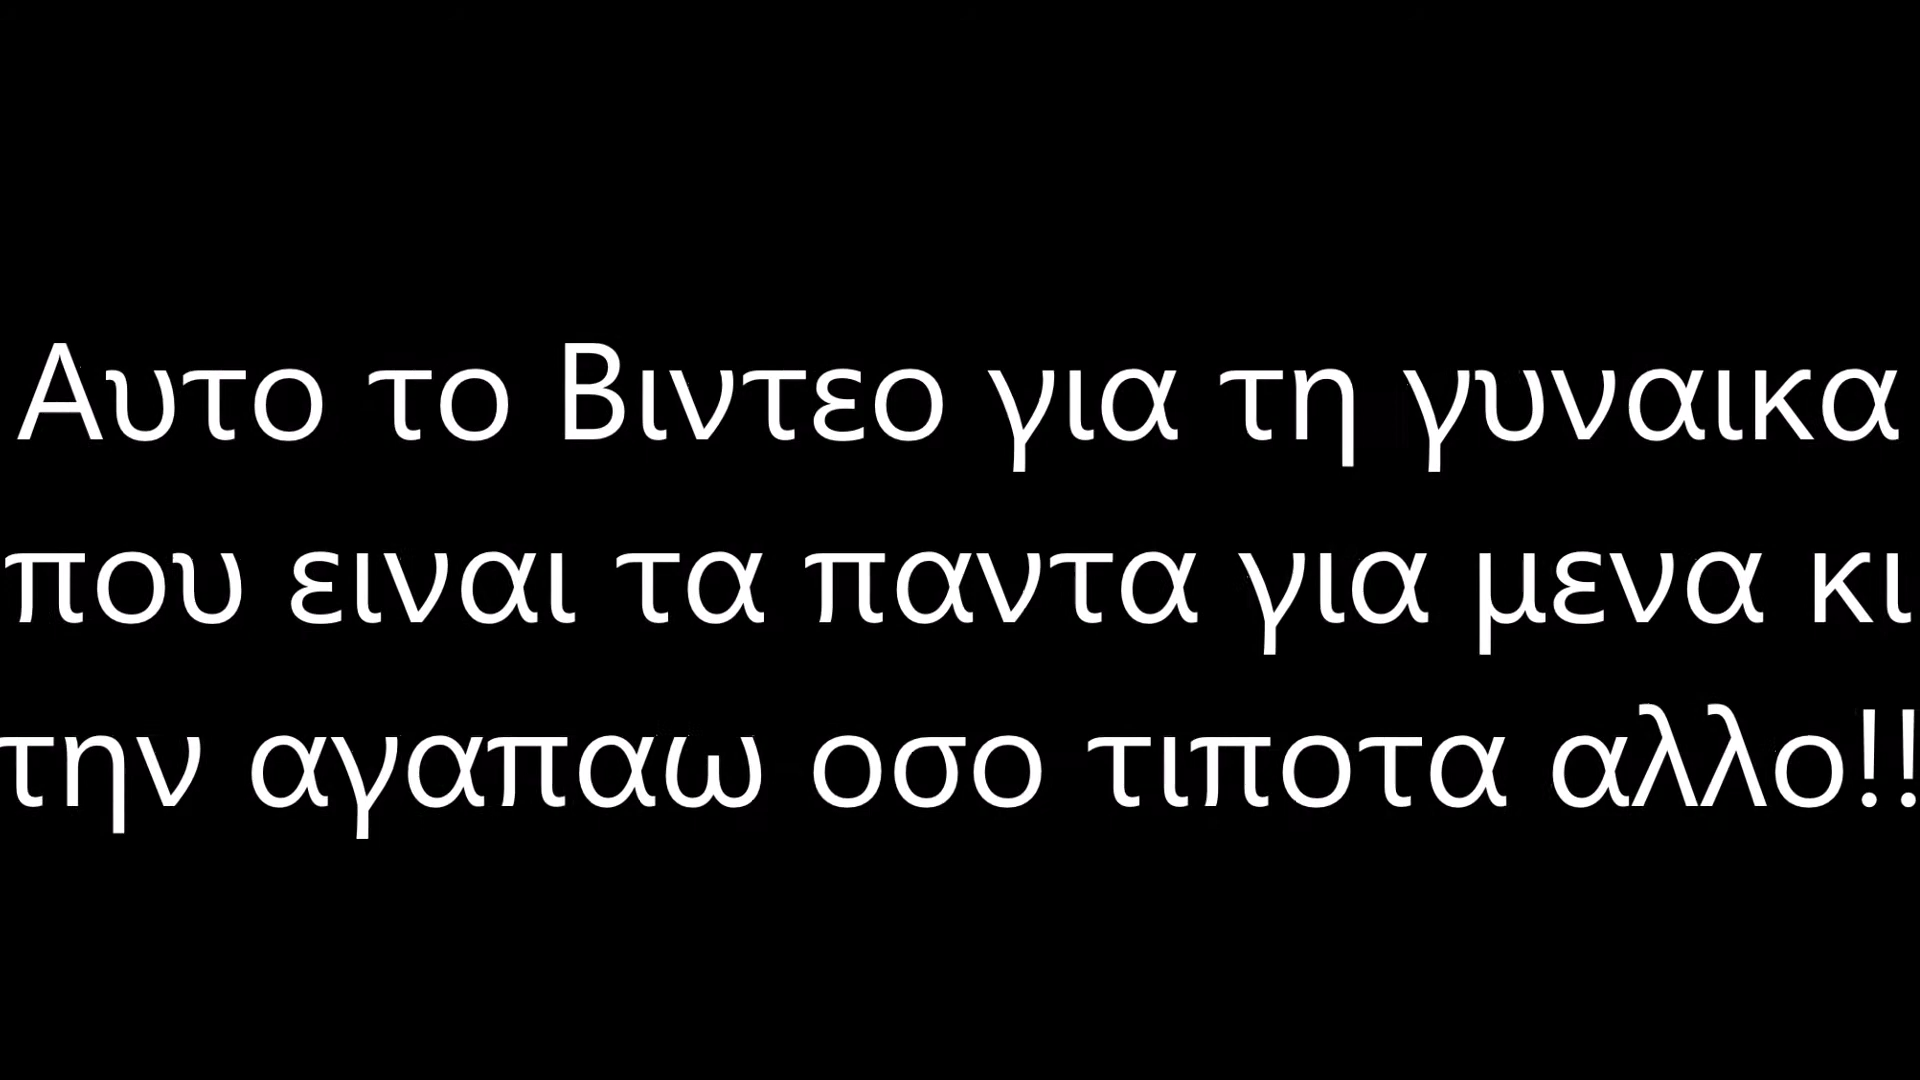 Αυτο το Βιντεο για τη γυναικα
που ειναι τα παντα για μενα κι
την αγαπαω οσο τιποτα αλλο!!